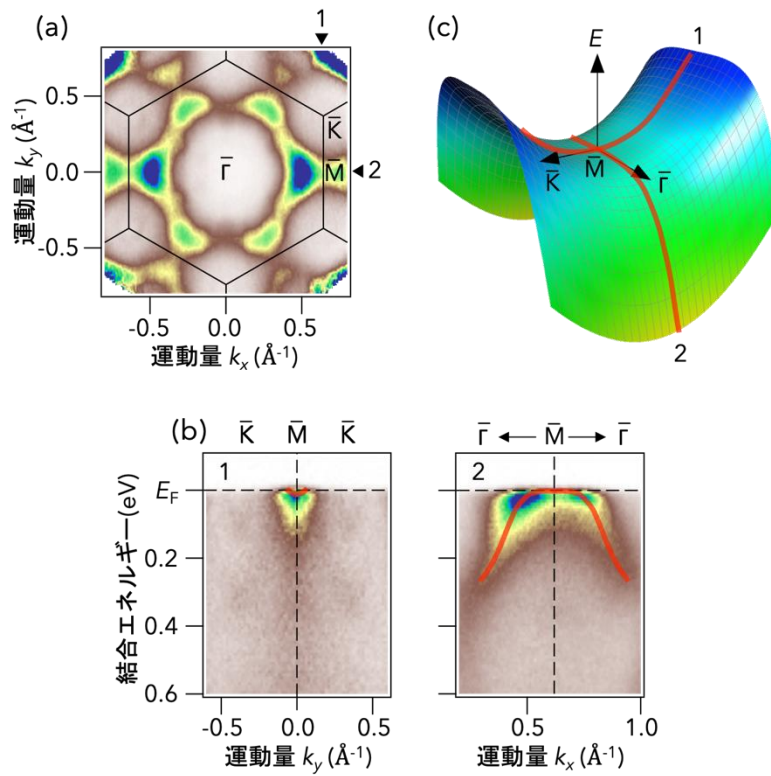 (a)
1
運動量 ky (Å-1)
0.5
0.0
-0.5
Γ̄
K̄
M̄
2
-0.5 0.0 0.5
運動量 kx (Å-1)
(c)
E
1
K̄
M̄
Γ̄
2
(b)
K̄ M̄ K̄
1
EF
0.2
0.4
0.6
結合エネルギー(eV)
-0.5 0.0 0.5
運動量 ky (Å-1)
Γ̄ ← M̄ → Γ̄
2
0.5 1.0
運動量 kx (Å-1)